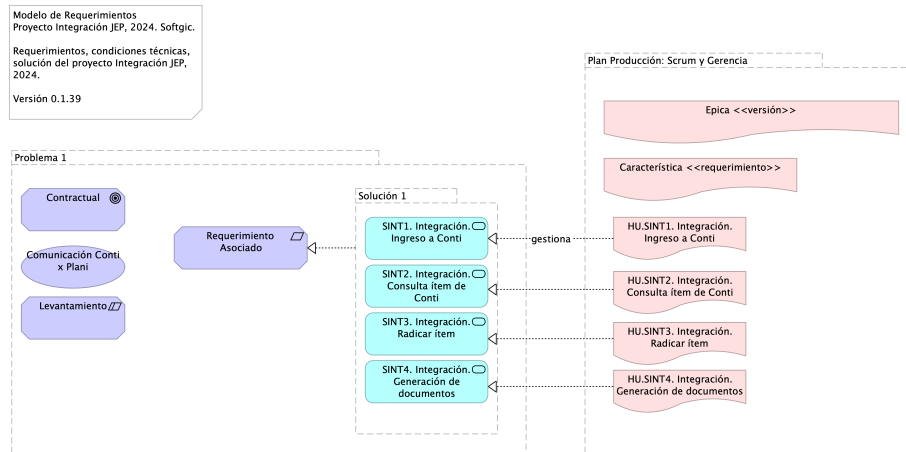 Modelo de Requerimientos
Proyecto Integración JEP, 2024. Softgic.
Requerimientos, condiciones técnicas,
solución del proyecto Integración JEP,
2024.
Versión 0.1.39
Plan Producción: Scrum y Gerencia
Epica <<versión>>
Característica <<requerimiento>>
Problema 1
Contractual
Comunicación Conti
x Plani
Levantamiento
Requerimiento
Asociado
Solución 1
SINT1. Integración.
Ingreso a Conti
SINT2. Integración.
Consulta ítem de
Conti
SINT3. Integración.
Radicar ítem
SINT4. Integración.
Generación de
documentos
gestiona
HU.SINT1. Integración.
Ingreso a Conti
HU.SINT2. Integración.
Consulta ítem de Conti
HU.SINT3. Integración.
Radicar ítem
HU.SINT4. Integración.
Generación de documentos